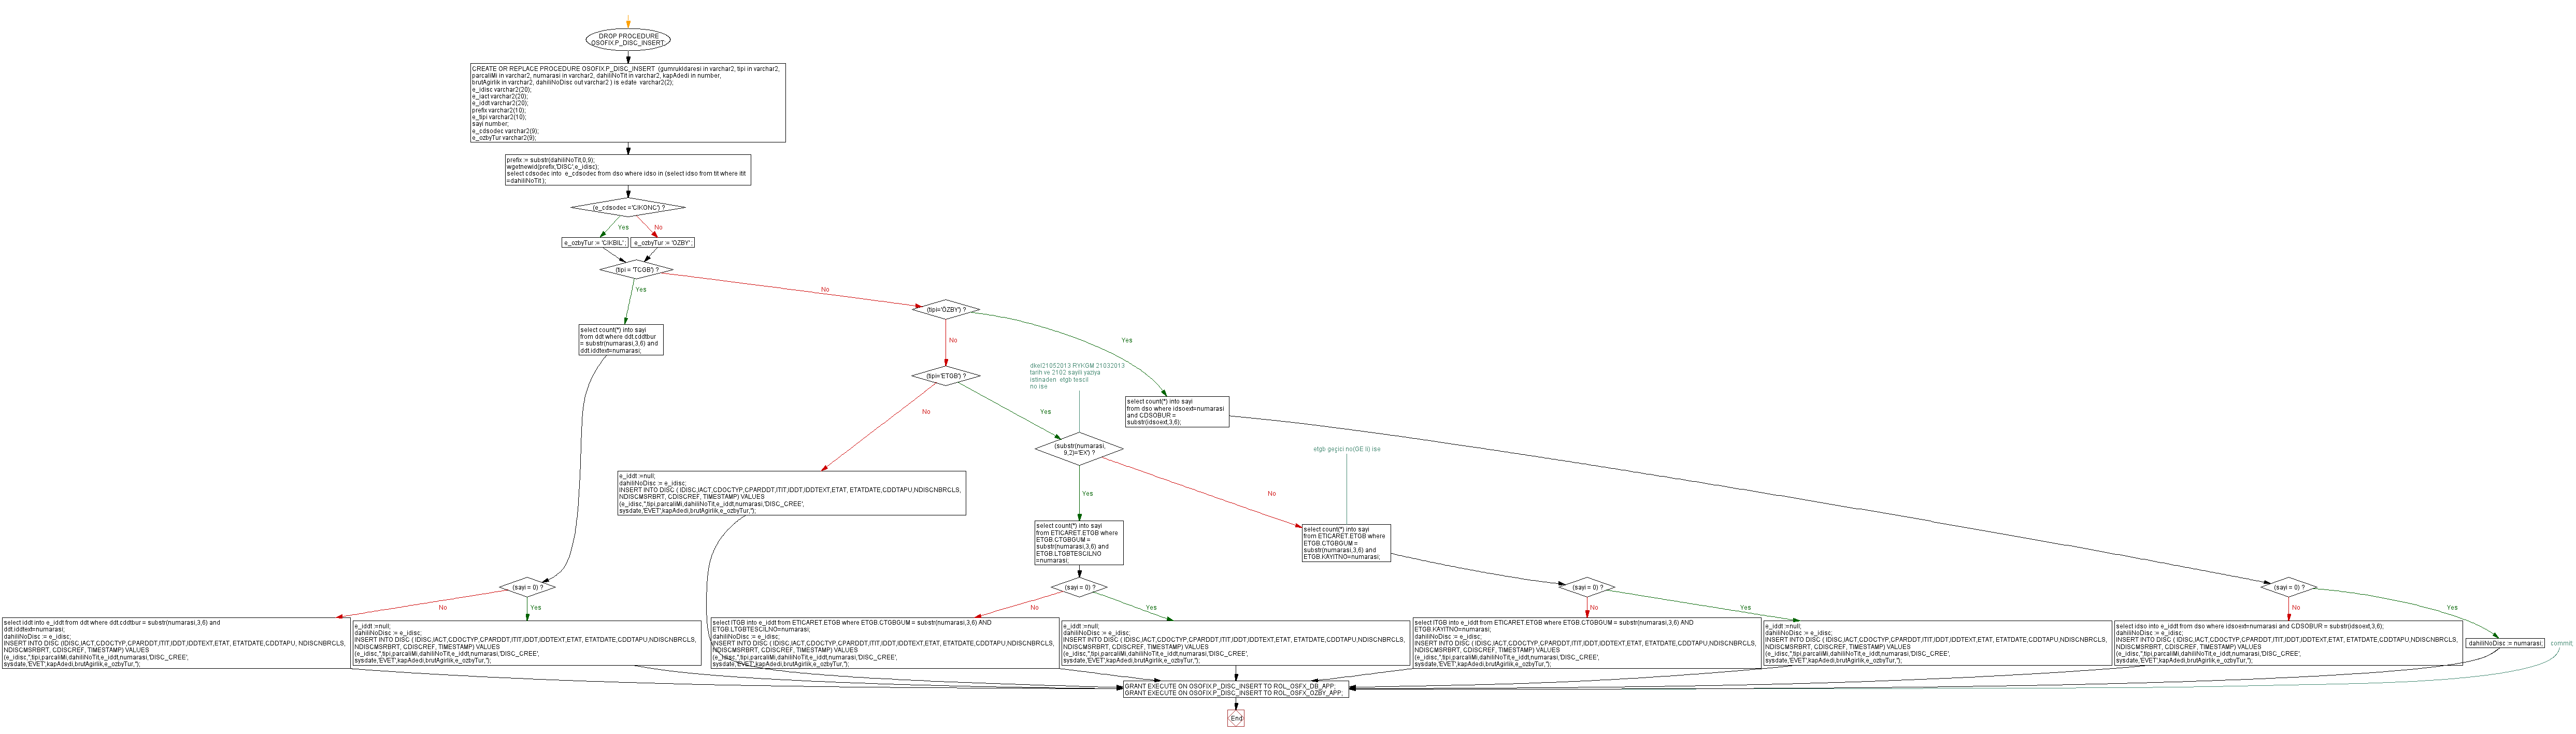 DROP PROCEDURE
OSOFIX.P_DISC_INSERT;
CREATE OR REPLACE PROCEDURE OSOFIX.P_DISC_INSERT  (gumrukIdaresi in varchar2, tipi in varchar2,
parcaliMi in varchar2, numarasi in varchar2, dahiliNoTit in varchar2, kapAdedi in number,
brutAgirlik in varchar2, dahiliNoDisc out varchar2 ) is edate  varchar2(2);
e_idisc varchar2(20);
e_iact varchar2(20);
e_iddt varchar2(20);
prefix varchar2(10);
e_tipi varchar2(10);
sayi number;
e_cdsodec varchar2(9);
e_ozbyTur varchar2(9);
prefix := substr(dahiliNoTit,0,9);
wgetnewid(prefix,'DISC',e_idisc);
select cdsodec into  e_cdsodec from dso where idso in (select idso from tit where itit
=dahiliNoTit );
(e_cdsodec ='CIKONC') ?
Yes
No
e_ozbyTur := 'CIKBIL' ;
e_ozbyTur := 'OZBY' ;
(tipi = 'TCGB') ?
Yes
No
(tipi='ÖZBY') ?
Yes
No
select count(*) into sayi
from ddt where ddt.cddtbur
= substr(numarasi,3,6) and
ddt.iddtext=numarasi;
(tipi='ETGB') ?
dkel21052013 RYKGM 21032013
tarih ve 2102 sayili yaziya
istinaden  etgb tescil
no ise
No
Yes
select count(*) into sayi
from dso where idsoext=numarasi
and CDSOBUR =
substr(idsoext,3,6);
(substr(numarasi,
9,2)='EX') ?
etgb geçici no(GE li) ise
Yes
No
e_iddt :=null;
dahiliNoDisc := e_idisc;
INSERT INTO DISC ( IDISC,IACT,CDOCTYP,CPARDDT,ITIT,IDDT,IDDTEXT,ETAT, ETATDATE,CDDTAPU,NDISCNBRCLS,
NDISCMSRBRT, CDISCREF, TIMESTAMP) VALUES
(e_idisc,'',tipi,parcaliMi,dahiliNoTit,e_iddt,numarasi,'DISC_CREE',
sysdate,'EVET',kapAdedi,brutAgirlik,e_ozbyTur,'');
select count(*) into sayi
from ETICARET.ETGB where
ETGB.CTGBGUM =
substr(numarasi,3,6) and
ETGB.LTGBTESCILNO
=numarasi;
select count(*) into sayi
from ETICARET.ETGB where
ETGB.CTGBGUM =
substr(numarasi,3,6) and
ETGB.KAYITNO=numarasi;
(sayi = 0) ?
(sayi = 0) ?
(sayi = 0) ?
(sayi = 0) ?
No
Yes
No
Yes
No
Yes
No
Yes
select iddt into e_iddt from ddt where ddt.cddtbur = substr(numarasi,3,6) and
ddt.iddtext=numarasi;
dahiliNoDisc := e_idisc;
INSERT INTO DISC (IDISC,IACT,CDOCTYP,CPARDDT,ITIT,IDDT,IDDTEXT,ETAT, ETATDATE,CDDTAPU,NDISCNBRCLS,
NDISCMSRBRT, CDISCREF, TIMESTAMP) VALUES
(e_idisc,'',tipi,parcaliMi,dahiliNoTit,e_iddt,numarasi,'DISC_CREE',
sysdate,'EVET',kapAdedi,brutAgirlik,e_ozbyTur,'');
e_iddt :=null;
dahiliNoDisc := e_idisc;
INSERT INTO DISC ( IDISC,IACT,CDOCTYP,CPARDDT,ITIT,IDDT,IDDTEXT,ETAT, ETATDATE,CDDTAPU,NDISCNBRCLS,
NDISCMSRBRT, CDISCREF, TIMESTAMP) VALUES
(e_idisc,'',tipi,parcaliMi,dahiliNoTit,e_iddt,numarasi,'DISC_CREE',
sysdate,'EVET',kapAdedi,brutAgirlik,e_ozbyTur,'');
select ITGB into e_iddt from ETICARET.ETGB where ETGB.CTGBGUM = substr(numarasi,3,6) AND
ETGB.LTGBTESCILNO=numarasi;
dahiliNoDisc := e_idisc;
INSERT INTO DISC ( IDISC,IACT,CDOCTYP,CPARDDT,ITIT,IDDT,IDDTEXT,ETAT, ETATDATE,CDDTAPU,NDISCNBRCLS,
NDISCMSRBRT, CDISCREF, TIMESTAMP) VALUES
(e_idisc,'',tipi,parcaliMi,dahiliNoTit,e_iddt,numarasi,'DISC_CREE',
sysdate,'EVET',kapAdedi,brutAgirlik,e_ozbyTur,'');
e_iddt :=null;
dahiliNoDisc := e_idisc;
INSERT INTO DISC ( IDISC,IACT,CDOCTYP,CPARDDT,ITIT,IDDT,IDDTEXT,ETAT, ETATDATE,CDDTAPU,NDISCNBRCLS,
NDISCMSRBRT, CDISCREF, TIMESTAMP) VALUES
(e_idisc,'',tipi,parcaliMi,dahiliNoTit,e_iddt,numarasi,'DISC_CREE',
sysdate,'EVET',kapAdedi,brutAgirlik,e_ozbyTur,'');
select ITGB into e_iddt from ETICARET.ETGB where ETGB.CTGBGUM = substr(numarasi,3,6) AND
ETGB.KAYITNO=numarasi;
dahiliNoDisc := e_idisc;
INSERT INTO DISC ( IDISC,IACT,CDOCTYP,CPARDDT,ITIT,IDDT,IDDTEXT,ETAT, ETATDATE,CDDTAPU,NDISCNBRCLS,
NDISCMSRBRT, CDISCREF, TIMESTAMP) VALUES
(e_idisc,'',tipi,parcaliMi,dahiliNoTit,e_iddt,numarasi,'DISC_CREE',
sysdate,'EVET',kapAdedi,brutAgirlik,e_ozbyTur,'');
e_iddt :=null;
dahiliNoDisc := e_idisc;
INSERT INTO DISC ( IDISC,IACT,CDOCTYP,CPARDDT,ITIT,IDDT,IDDTEXT,ETAT, ETATDATE,CDDTAPU,NDISCNBRCLS,
NDISCMSRBRT, CDISCREF, TIMESTAMP) VALUES
(e_idisc,'',tipi,parcaliMi,dahiliNoTit,e_iddt,numarasi,'DISC_CREE',
sysdate,'EVET',kapAdedi,brutAgirlik,e_ozbyTur,'');
select idso into e_iddt from dso where idsoext=numarasi and CDSOBUR = substr(idsoext,3,6);
dahiliNoDisc := e_idisc;
INSERT INTO DISC ( IDISC,IACT,CDOCTYP,CPARDDT,ITIT,IDDT,IDDTEXT,ETAT, ETATDATE,CDDTAPU,NDISCNBRCLS,
NDISCMSRBRT, CDISCREF, TIMESTAMP) VALUES
(e_idisc,'',tipi,parcaliMi,dahiliNoTit,e_iddt,numarasi,'DISC_CREE',
sysdate,'EVET',kapAdedi,brutAgirlik,e_ozbyTur,'');
dahiliNoDisc := numarasi;
commit;
GRANT EXECUTE ON OSOFIX.P_DISC_INSERT TO ROL_OSFX_DB_APP;
GRANT EXECUTE ON OSOFIX.P_DISC_INSERT TO ROL_OSFX_OZBY_APP;
End